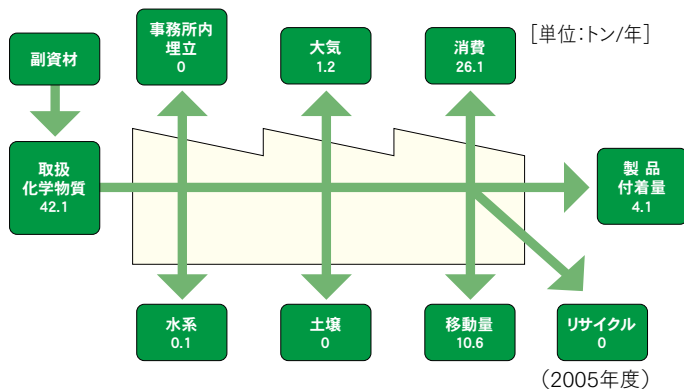 事務所内
埋立
0
大気
1.2
消費
26.1
[単位:トン/年]
副資材
取扱
化学物質
42.1
製 品
付着量
4.1
水系
0.1
土壌
0
移動量
10.6
リサイクル
0
（2005年度）